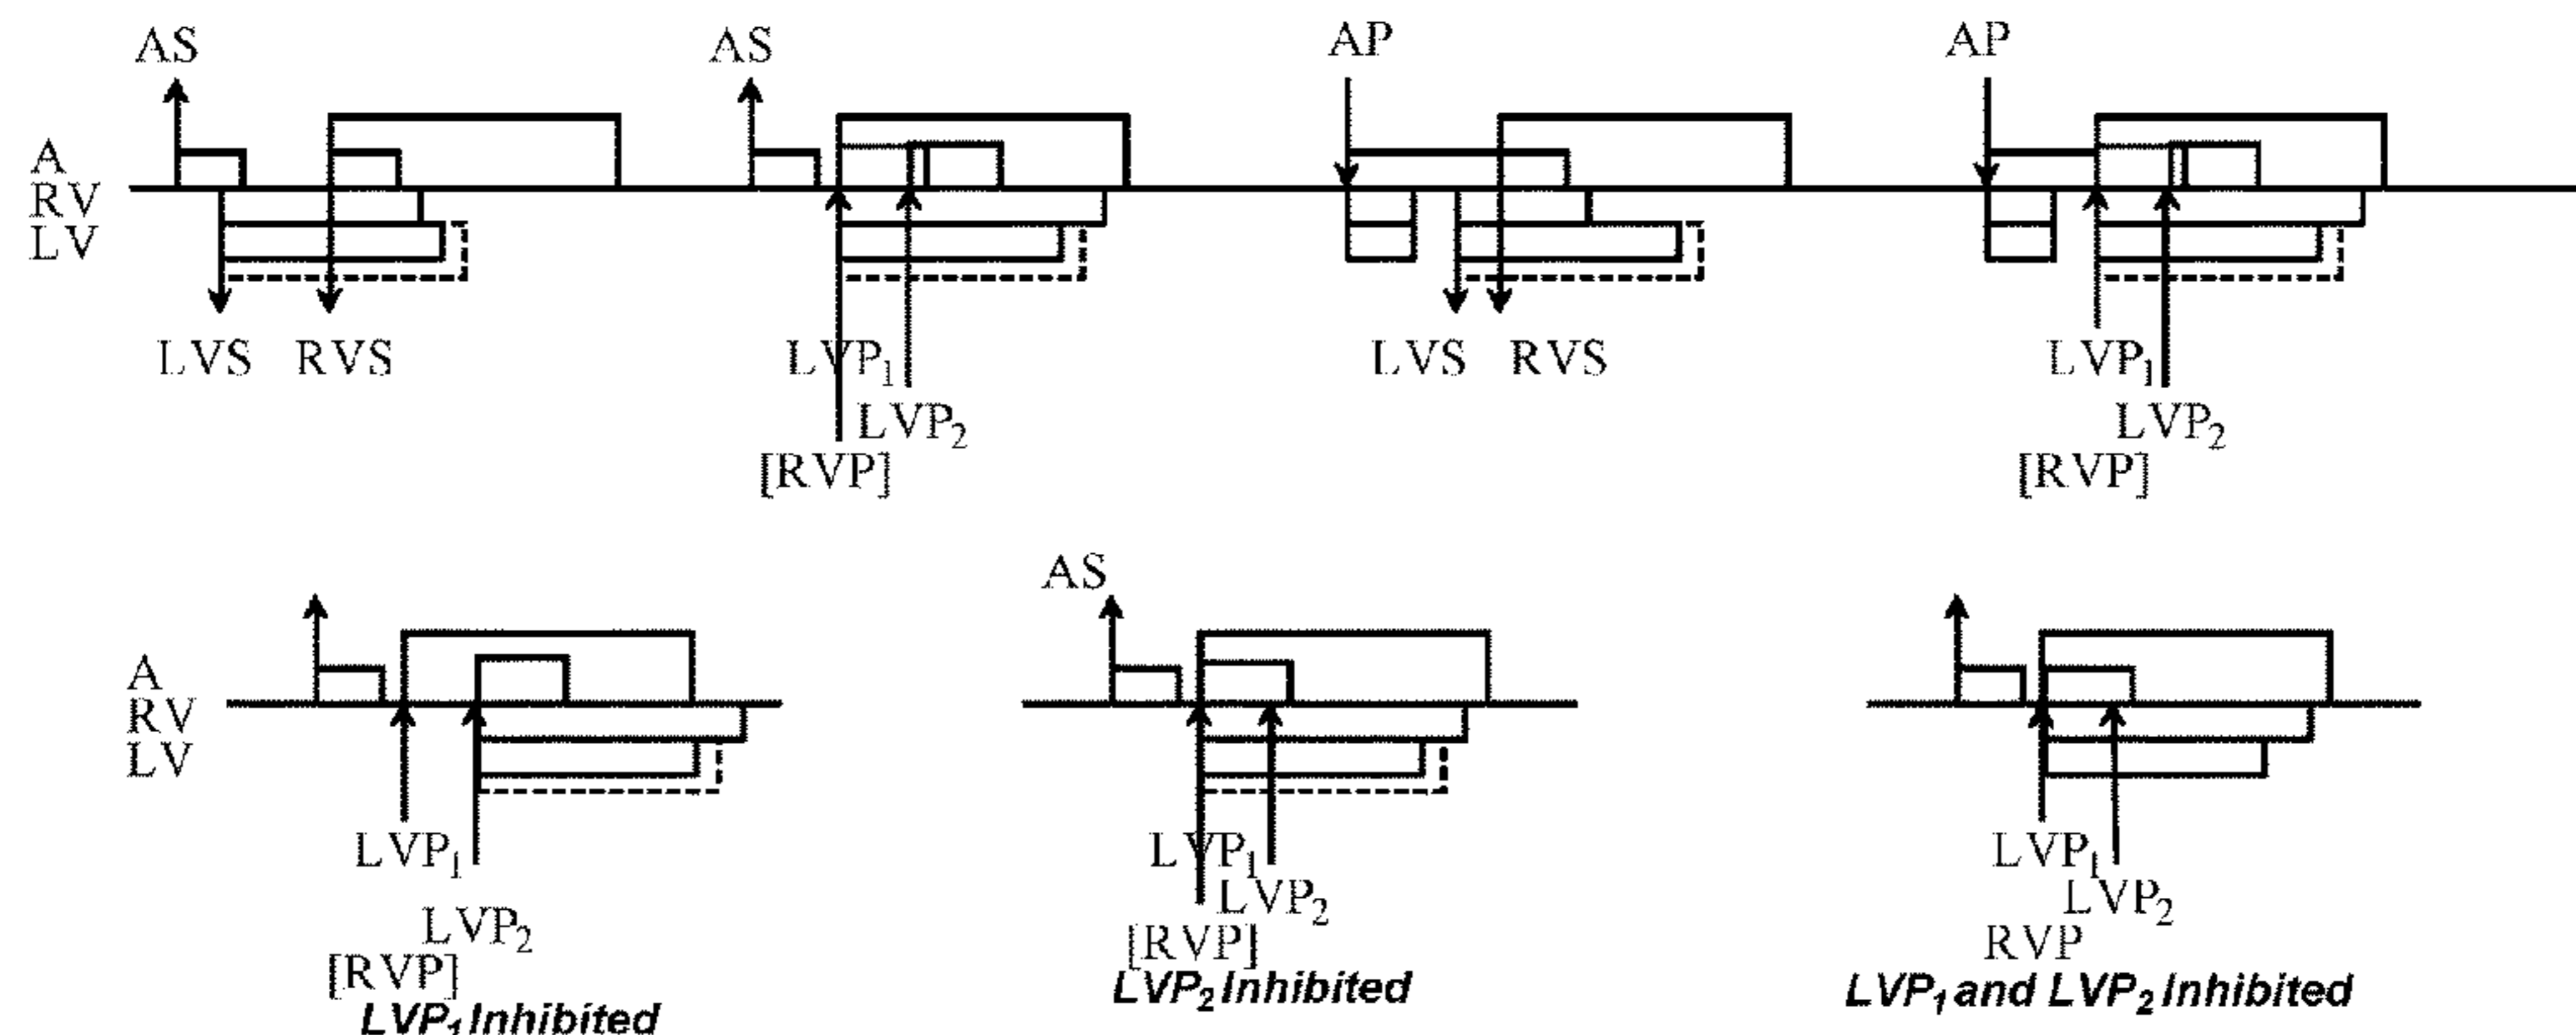 AS AS AP AP
A
RV
LV
LVS RVS LVP1 LVS RVS LVP1
LVP2 LVP2
[RVP] [RVP]
AS
A
RV
LV
LVP1 LVP1 LVP1
LVP2 LVP2 LVP2
[RVP] [RVP] RVP
LVP1 Inhibited LVP2 Inhibited LVP1 and LVP2 Inhibited